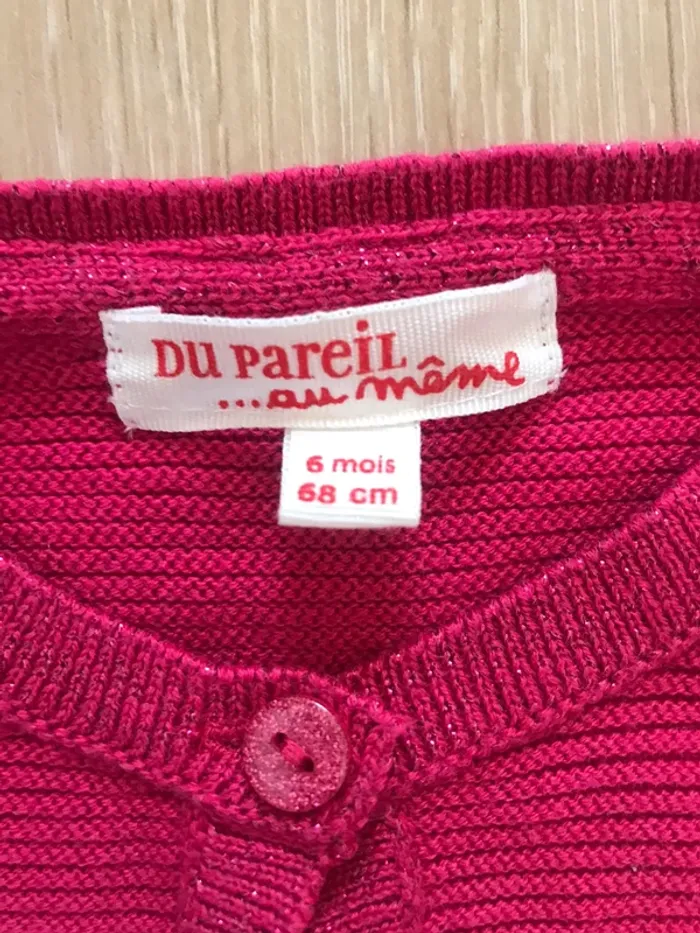 DU PareiL
...au même
6 mois
68 cm